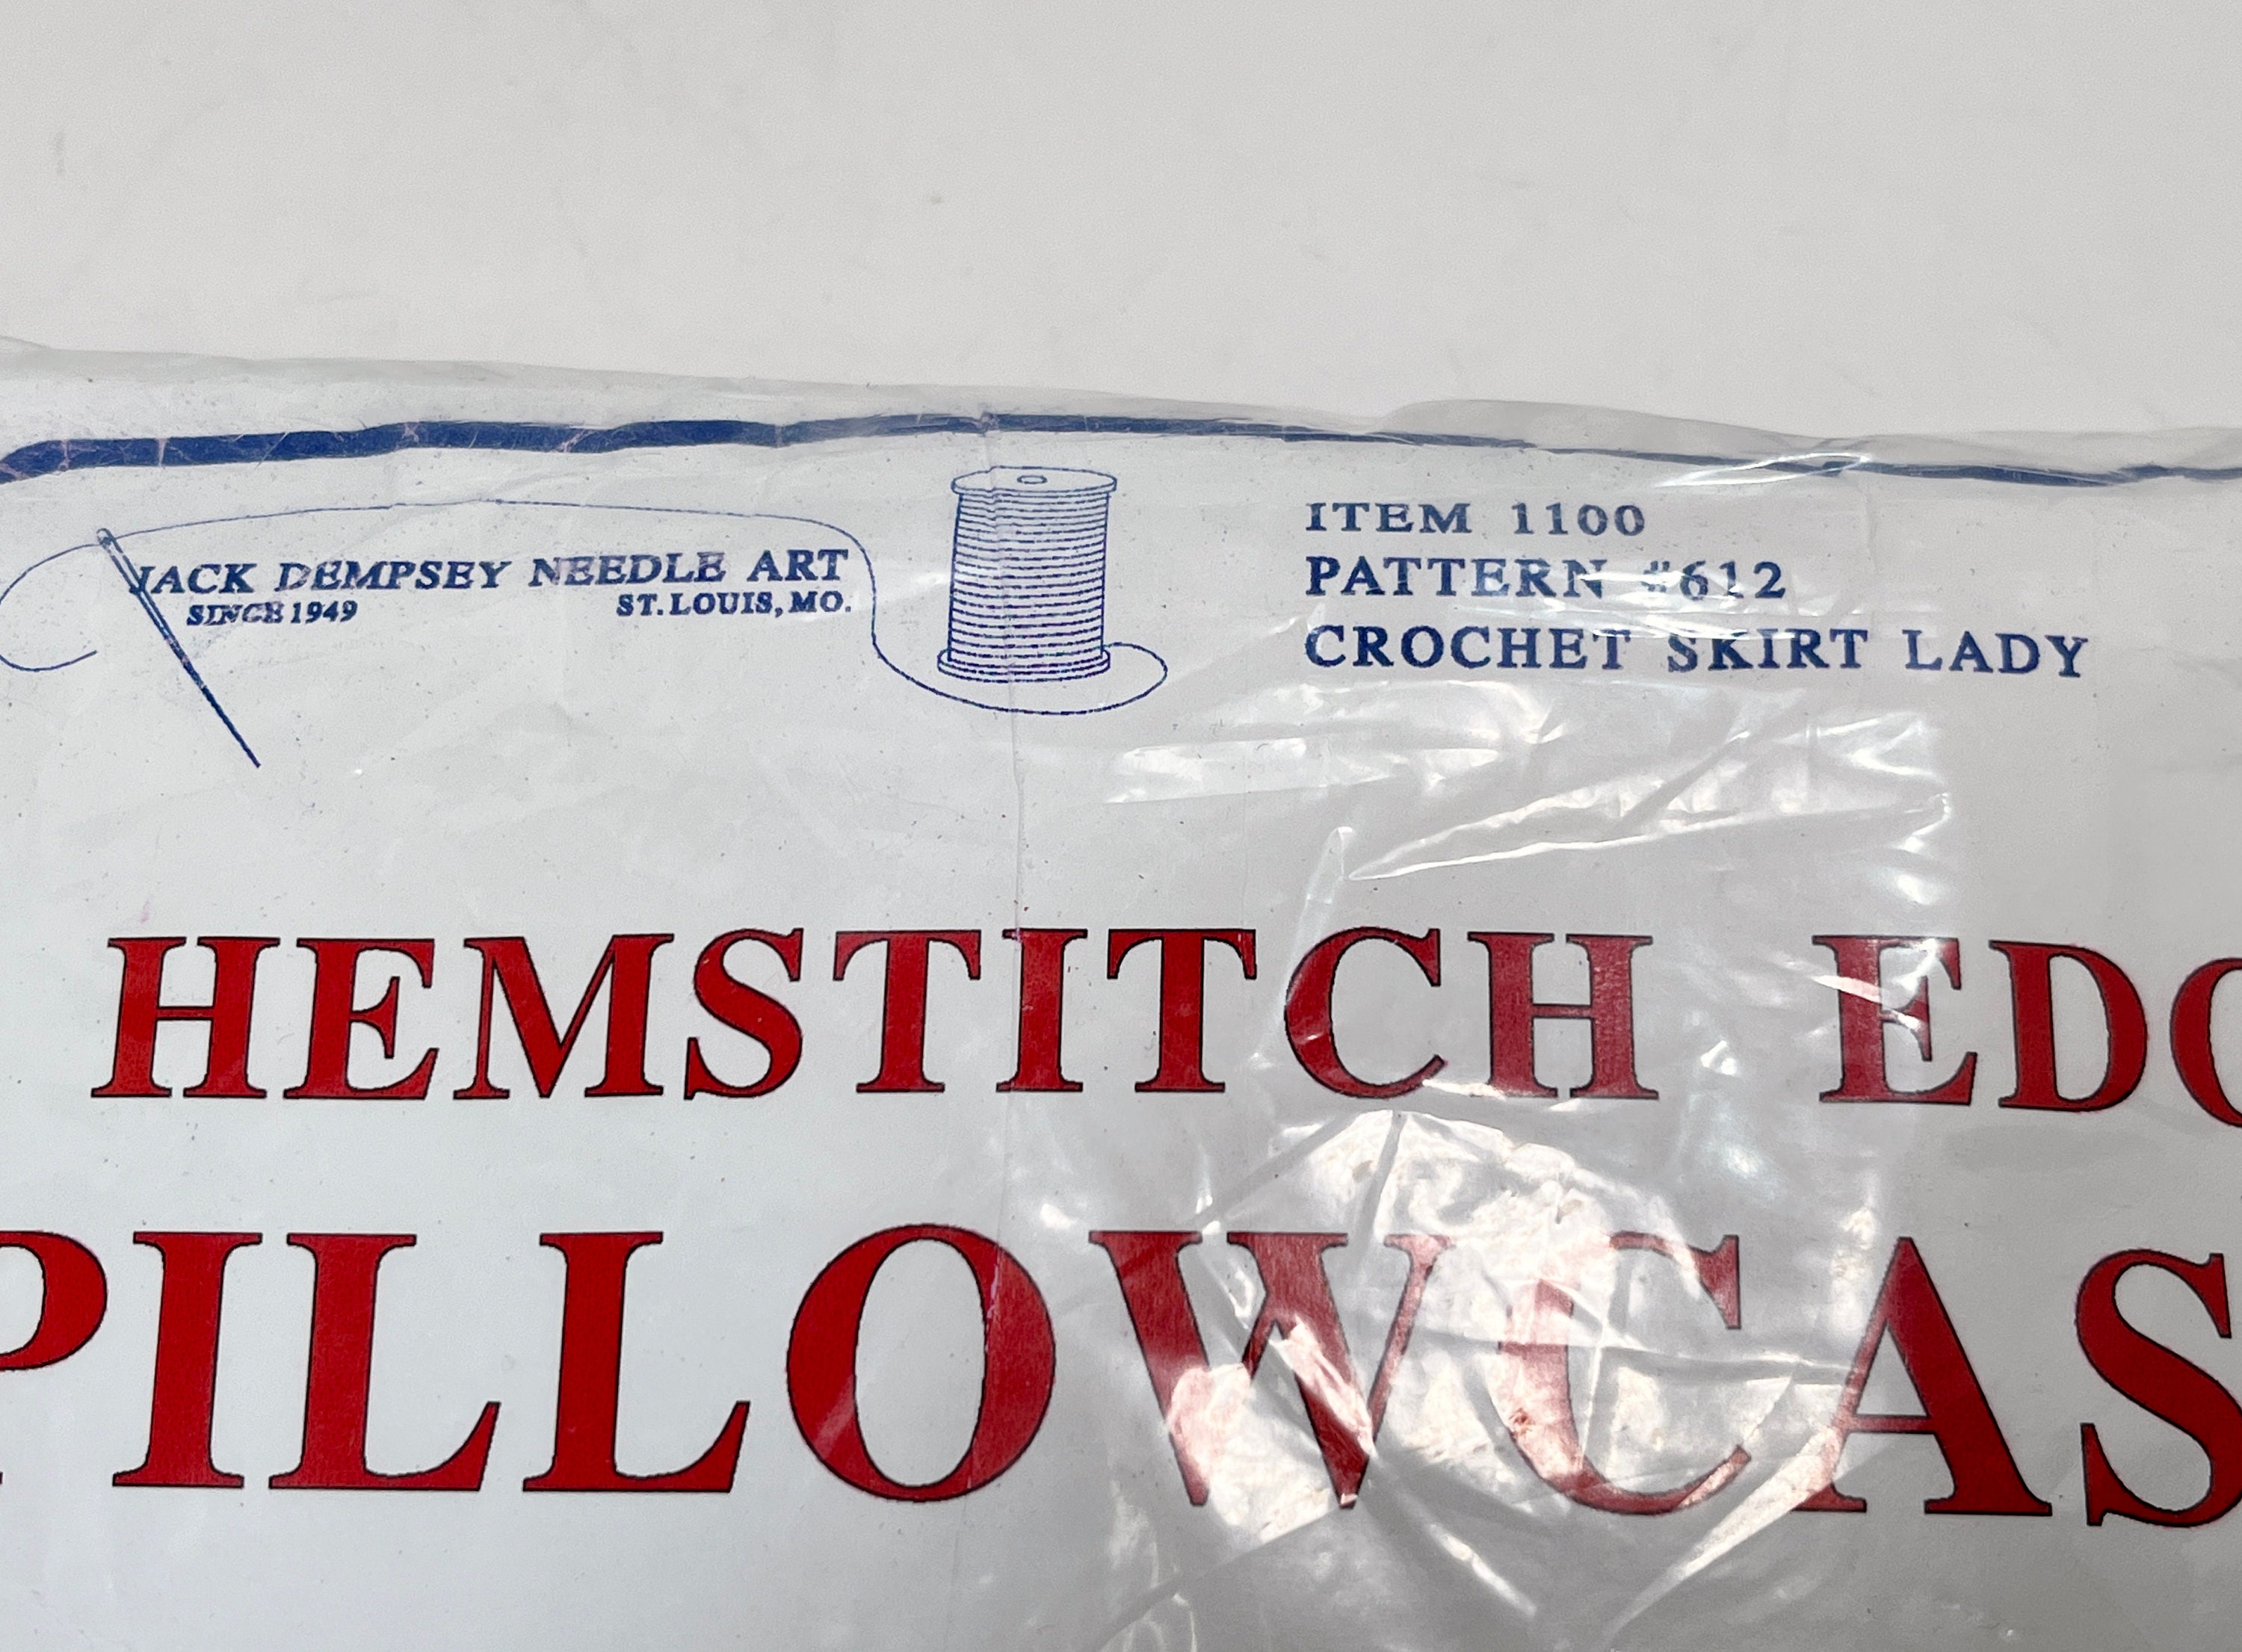 JACK DEMPSEY NEEDLE ART
SINCE 1949 ST. LOUIS, MO.
ITEM 1100
PATTERN #612
CROCHET SKIRT LADY
HEMSTITCH EDG
PILLOWCAS